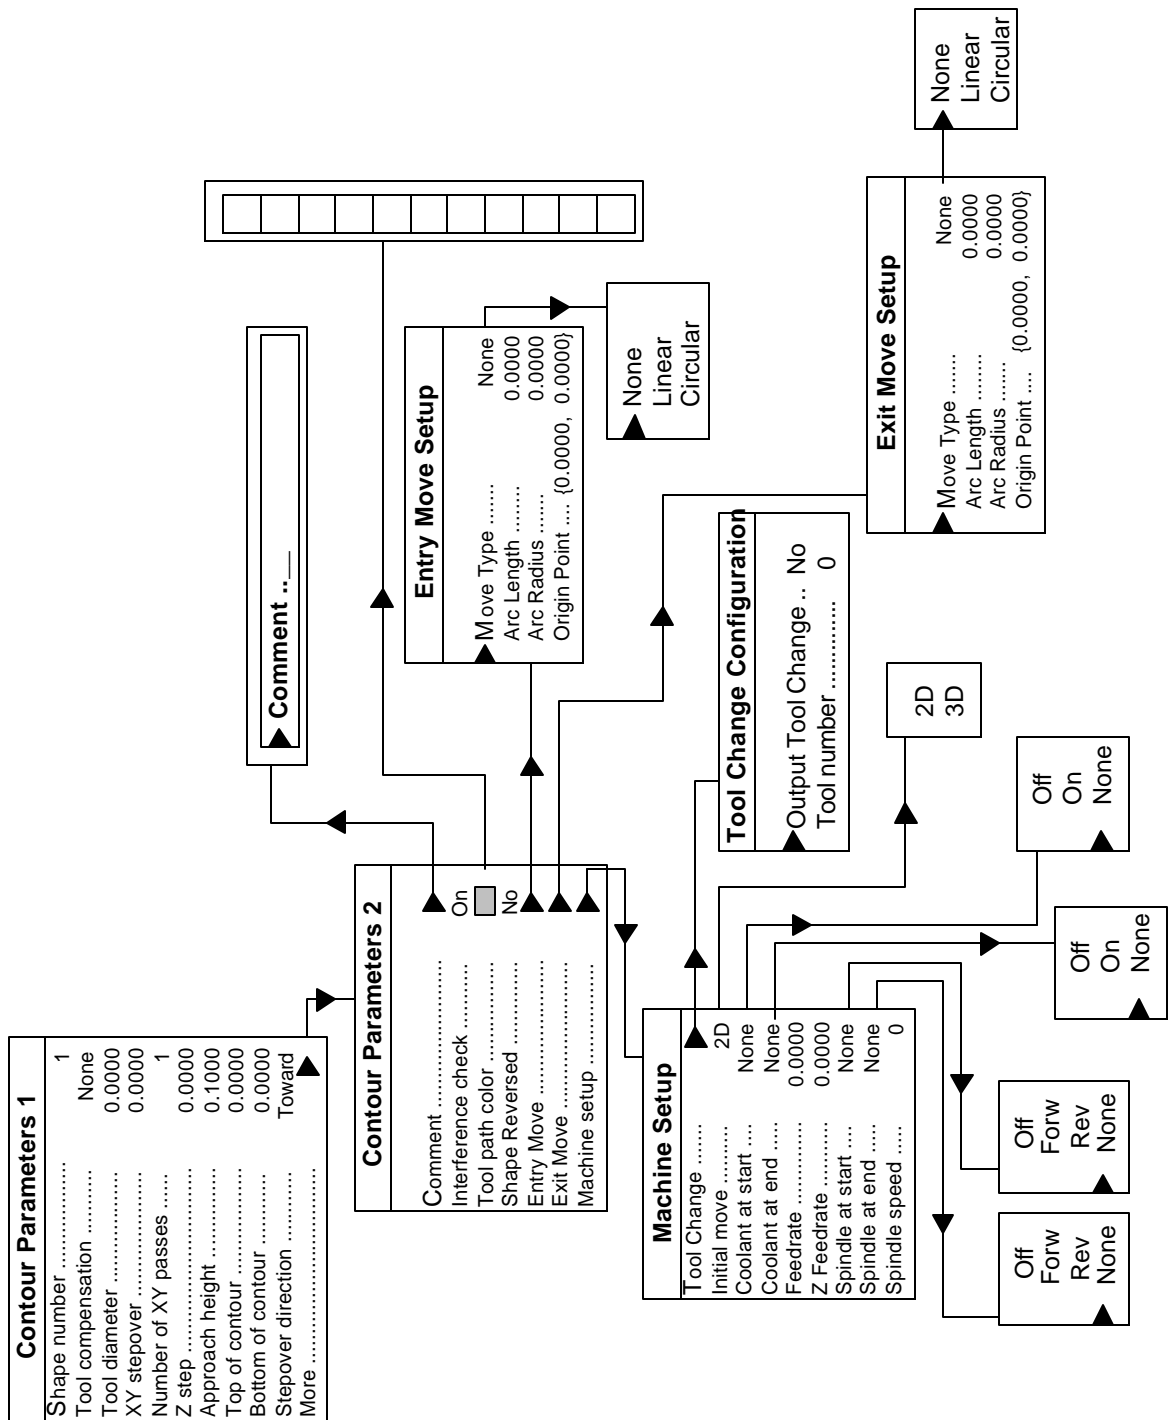 Contour Parameters 1
Shape number ................. 1
Tool compensation .......... None
Tool diameter .................. 0.0000
XY stepover.................... 0.0000
Number of XY passes...... 1
Z step ............................. 0.0000
Approach height.............. 0.1000
Top of contour ................ 0.0000
Bottom of contour ........... 0.0000
Stepover direction ........... Toward
More ................................
Contour Parameters 2
Comment ......................
Interference check .......... On
Tool path color ................
Shape Reversed ............. No
Entry Move .....................
Exit Move .......................
Machine setup ................
Comment ..__
Entry Move Setup
Move Type ........ None
Arc Length ........ 0.0000
Arc Radius ....... 0.0000
Origin Point .... {0.0000, 0.0000}
None
Linear
Circular
Exit Move Setup
Move Type ........ None
Arc Length ........ 0.0000
Arc Radius ....... 0.0000
Origin Point .... {0.0000, 0.0000}
None
Linear
Circular
Machine Setup
Tool Change ......
Initial move........ 2D
Coolant at start .... None
Coolant at end ..... None
Feedrate ............. 0.0000
Z Feedrate........... 0.0000
Spindle at start .... None
Spindle at end ..... None
Spindle speed ..... 0
Tool Change Configuration
Output Tool Change .. No
Tool number .............. 0
2D
3D
Off
On
None
Off
On
None
Off
Forw
Rev
None
Off
Forw
Rev
None